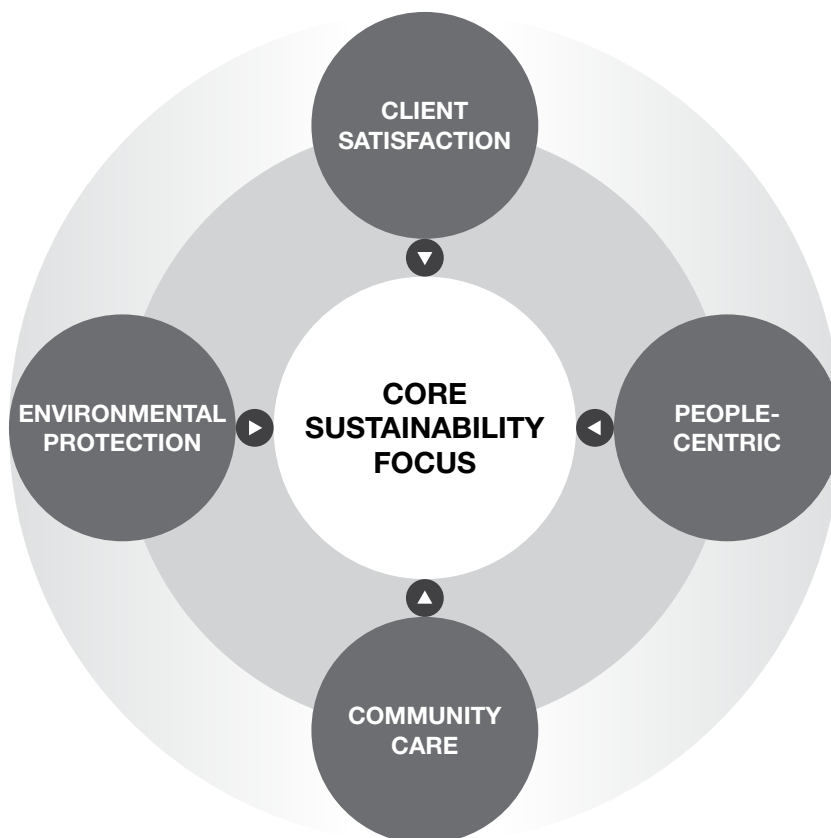 CLIENT
SATISFACTION
ENVIRONMENTAL
PROTECTION
CORE
SUSTAINABILITY
FOCUS
PEOPLE-
CENTRIC
COMMUNITY
CARE